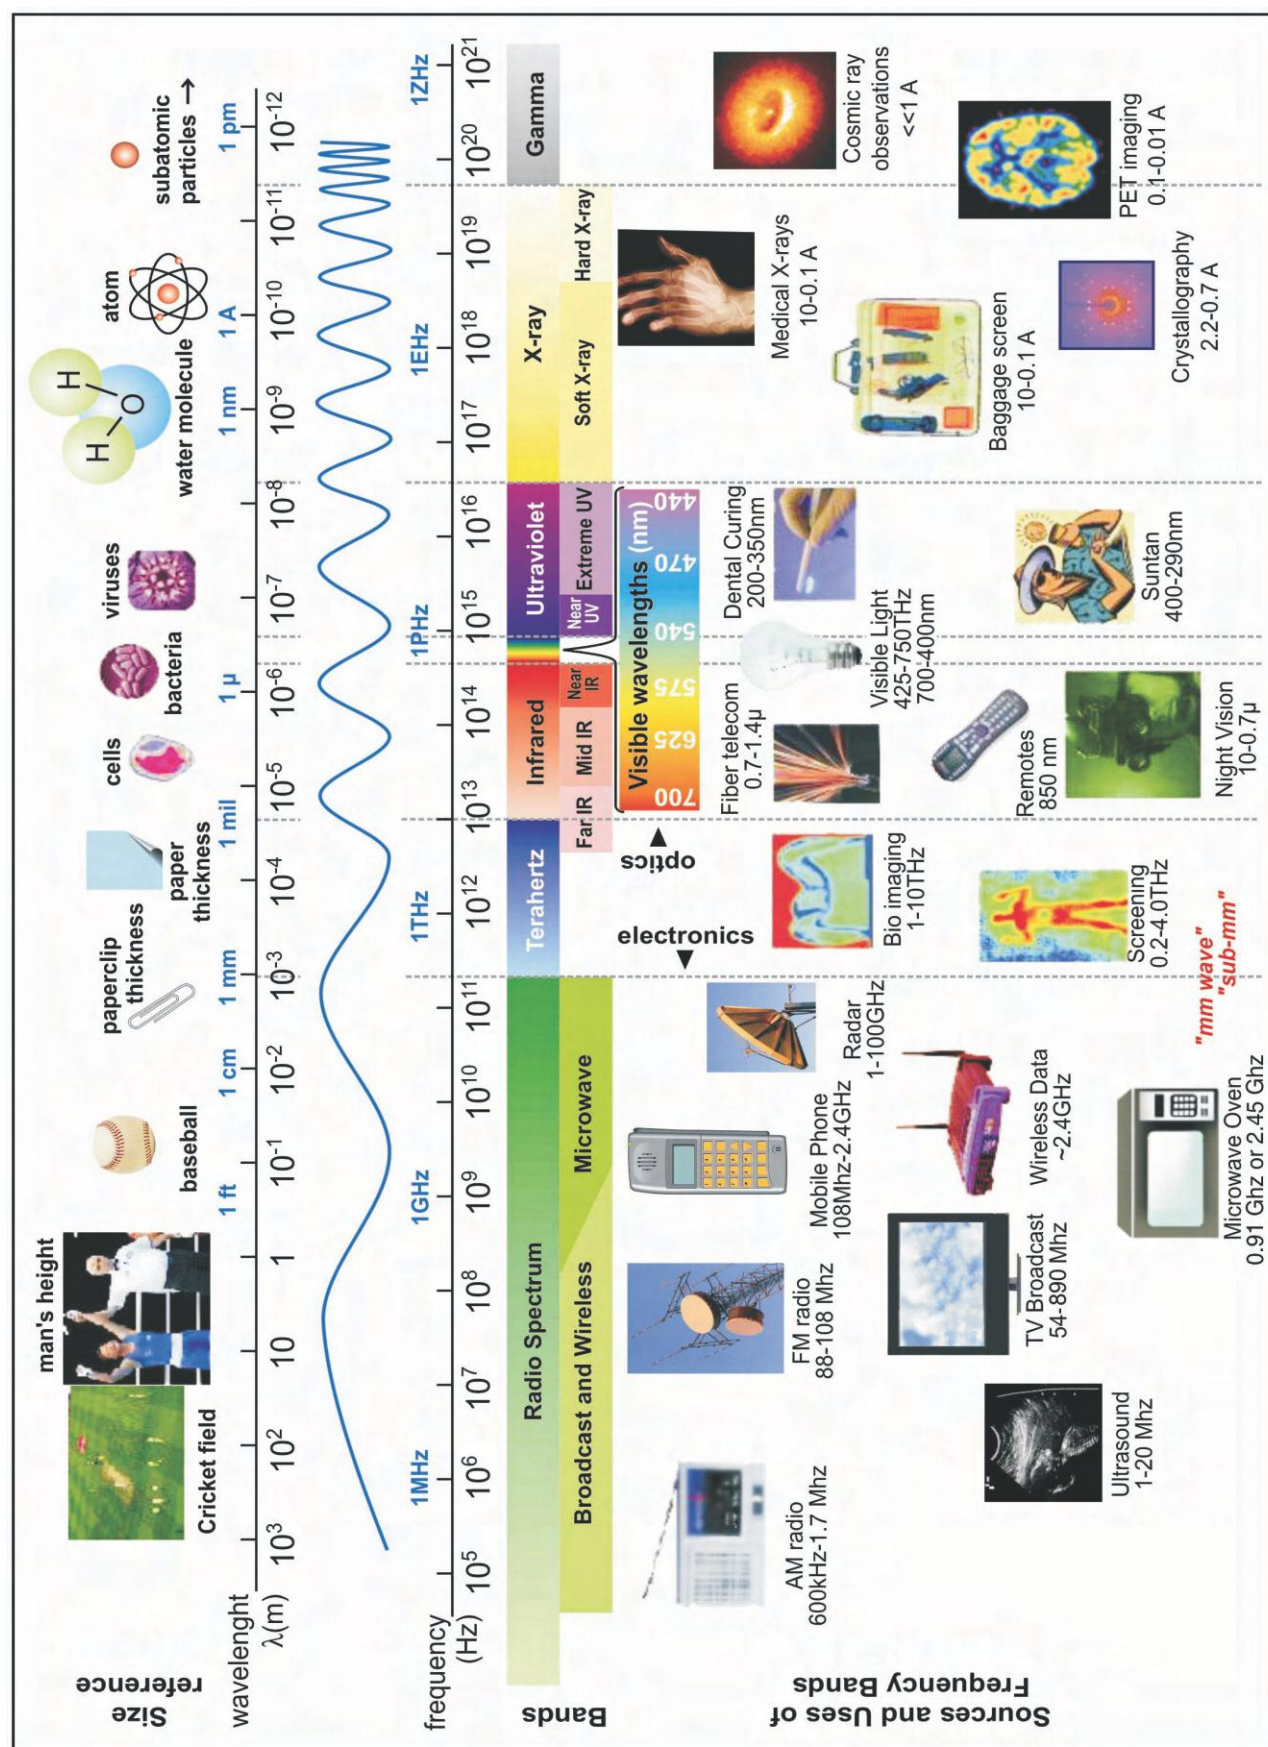 Size
reference
Cricket field
man's height
baseball
paperclip
thickness
paper
thickness
cells
bacteria
viruses
water molecule
H
O
H
atom
subatomic
particles →
wavelenght
λ(m)
1 ft
1 cm
1 mm
1 mil
1 µ
1 nm
1 A
1 pm
10³
10²
10
1
10⁻¹
10⁻²
10⁻³
10⁻⁴
10⁻⁵
10⁻⁶
10⁻⁷
10⁻⁸
10⁻⁹
10⁻¹⁰
10⁻¹¹
10⁻¹²
frequency
(Hz)
1MHz
1GHz
1THz
1PHz
1EHz
1ZHz
10⁵
10⁶
10⁷
10⁸
10⁹
10¹⁰
10¹¹
10¹²
10¹³
10¹⁴
10¹⁵
10¹⁶
10¹⁷
10¹⁸
10¹⁹
10²⁰
10²¹
Bands
Radio Spectrum
Terahertz
Infrared
Ultraviolet
X-ray
Gamma
Broadcast and Wireless
Microwave
Far IR
Mid IR
Near
IR
Near
UV
Extreme UV
Soft X-ray
Hard X-ray
Visible wavelengths (nm)
700
625
575
540
470
440
electronics
optics
Sources and Uses of
Frequency Bands
AM radio
600kHz-1.7 Mhz
FM radio
88-108 Mhz
Mobile Phone
108Mhz-2.4GHz
Radar
1-100GHz
Bio imaging
1-10THz
Fiber telecom
0.7-1.4µ
Visible Light
425-750THz
700-400nm
Dental Curing
200-350nm
Medical X-rays
10-0.1 A
Cosmic ray
observations
<<1 A
Ultrasound
1-20 Mhz
TV Broadcast
54-890 Mhz
Wireless Data
~2.4GHz
Screening
0.2-4.0THz
Remotes
850 nm
Suntan
400-290nm
Baggage screen
10-0.1 A
PET imaging
0.1-0.01 A
Microwave Oven
0.91 Ghz or 2.45 Ghz
"mm wave"
"sub-mm"
Night Vision
10-0.7µ
Crystallography
2.2-0.7 A